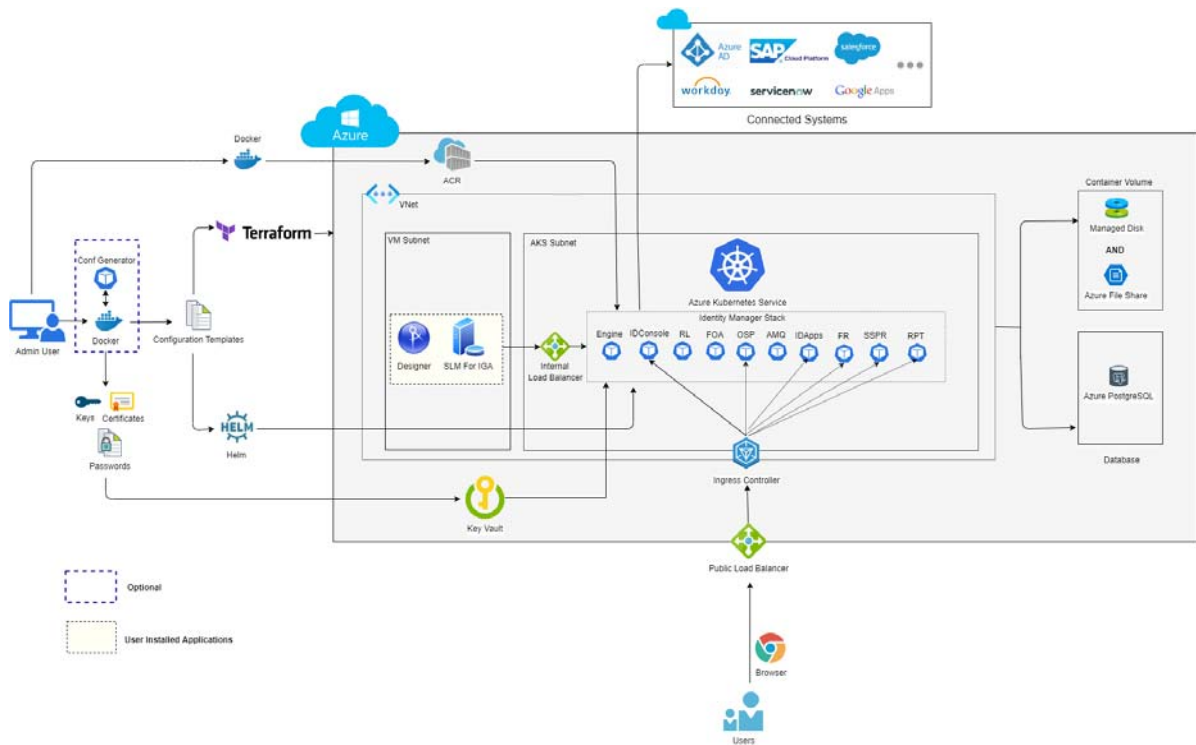 Azure
AD
SAP
Cloud Platform
salesforce
workday.
servicenow
Google Apps
Connected Systems
Azure
Docker
ACR
VNet
Container Volume
Managed Disk
AND
Azure File Share
Terraform
VM Subnet
AKS Subnet
Conf Generator
Azure Kubernetes Service
Identity Manager Stack
Engine
IDConsole
RL
FOA
OSP
AMQ
IDApps
FR
SSPR
RPT
Admin User
Docker
Configuration Templates
Designer
SLM For IGA
Internal
Load Balancer
Azure PostgreSQL
Database
Keys
Certificates
HELM
Helm
Passwords
Ingress Controller
Key Vault
Public Load Balancer
Optional
User Installed Applications
Browser
Users